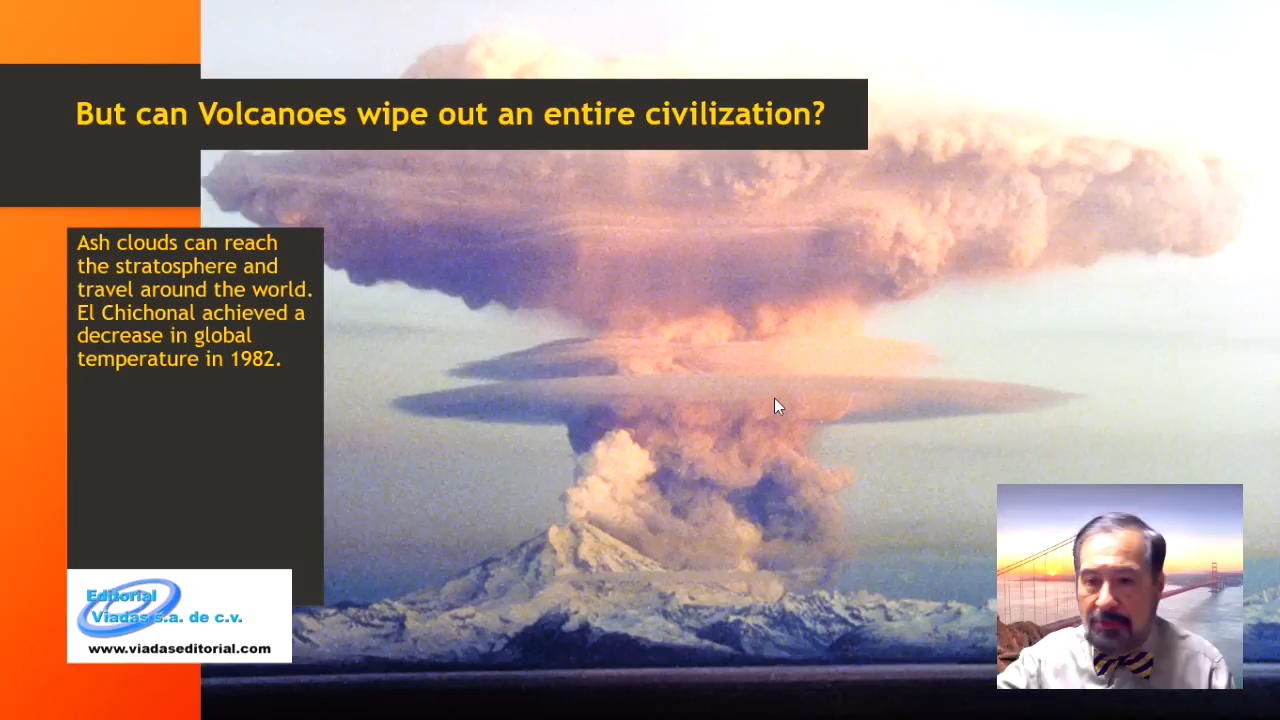 But can Volcanoes wipe out an entire civilization?
Ash clouds can reach
the stratosphere and
travel around the world.
El Chichonal achieved a
decrease in global
temperature in 1982.
Editorial
Viadas s.a. de c.v.
www.viadaseditorial.com